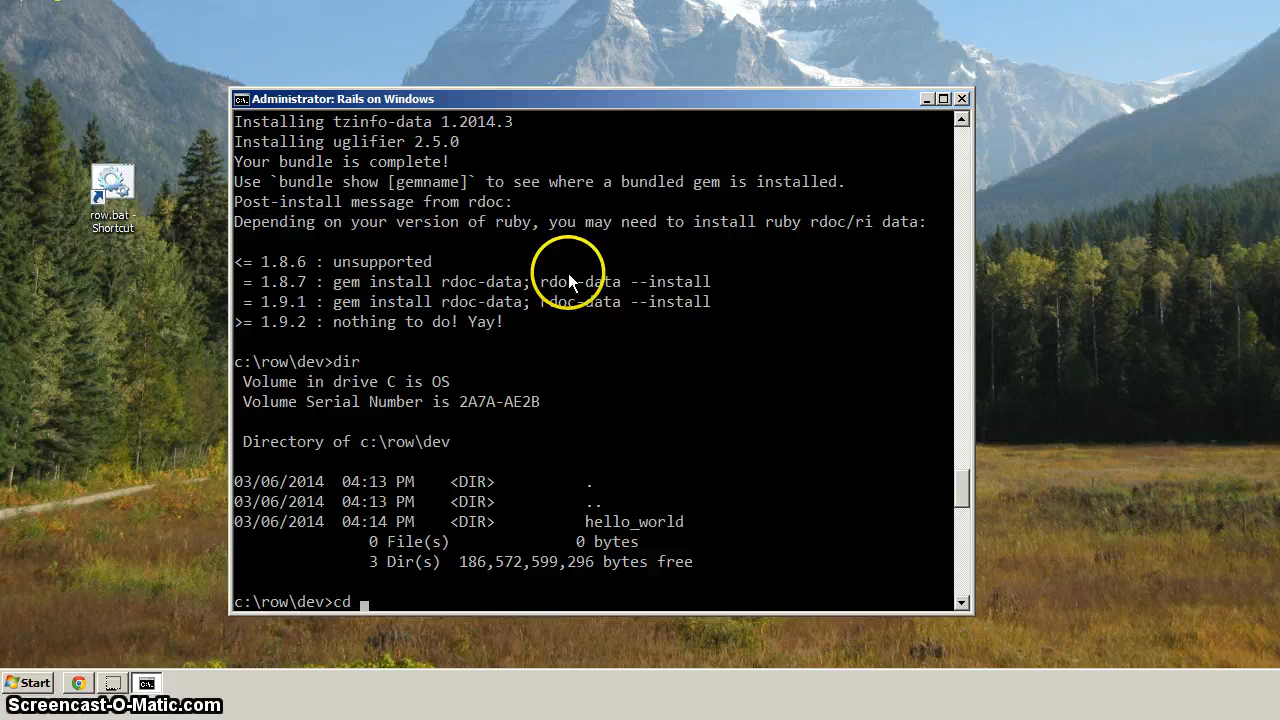 Administrator: Rails on Windows
Installing tzinfo-data 1.2014.3
Installing uglifier 2.5.0
Your bundle is complete!
Use `bundle show [gemname]` to see where a bundled gem is installed.
Post-install message from rdoc:
Depending on your version of ruby, you may need to install ruby rdoc/ri data:
<= 1.8.6 : unsupported
= 1.8.7 : gem install rdoc-data; rdoc-data --install
= 1.9.1 : gem install rdoc-data; rdoc-data --install
>= 1.9.2 : nothing to do! Yay!
c:\row\dev>dir
Volume in drive C is OS
Volume Serial Number is 2A7A-AE2B
Directory of c:\row\dev
03/06/2014 04:13 PM <DIR> .
03/06/2014 04:13 PM <DIR> ..
03/06/2014 04:14 PM <DIR> hello_world
0 File(s) 0 bytes
3 Dir(s) 186,572,599,296 bytes free
c:\row\dev>cd
row.bat -
Shortcut
Start
Screencast-O-Matic.com